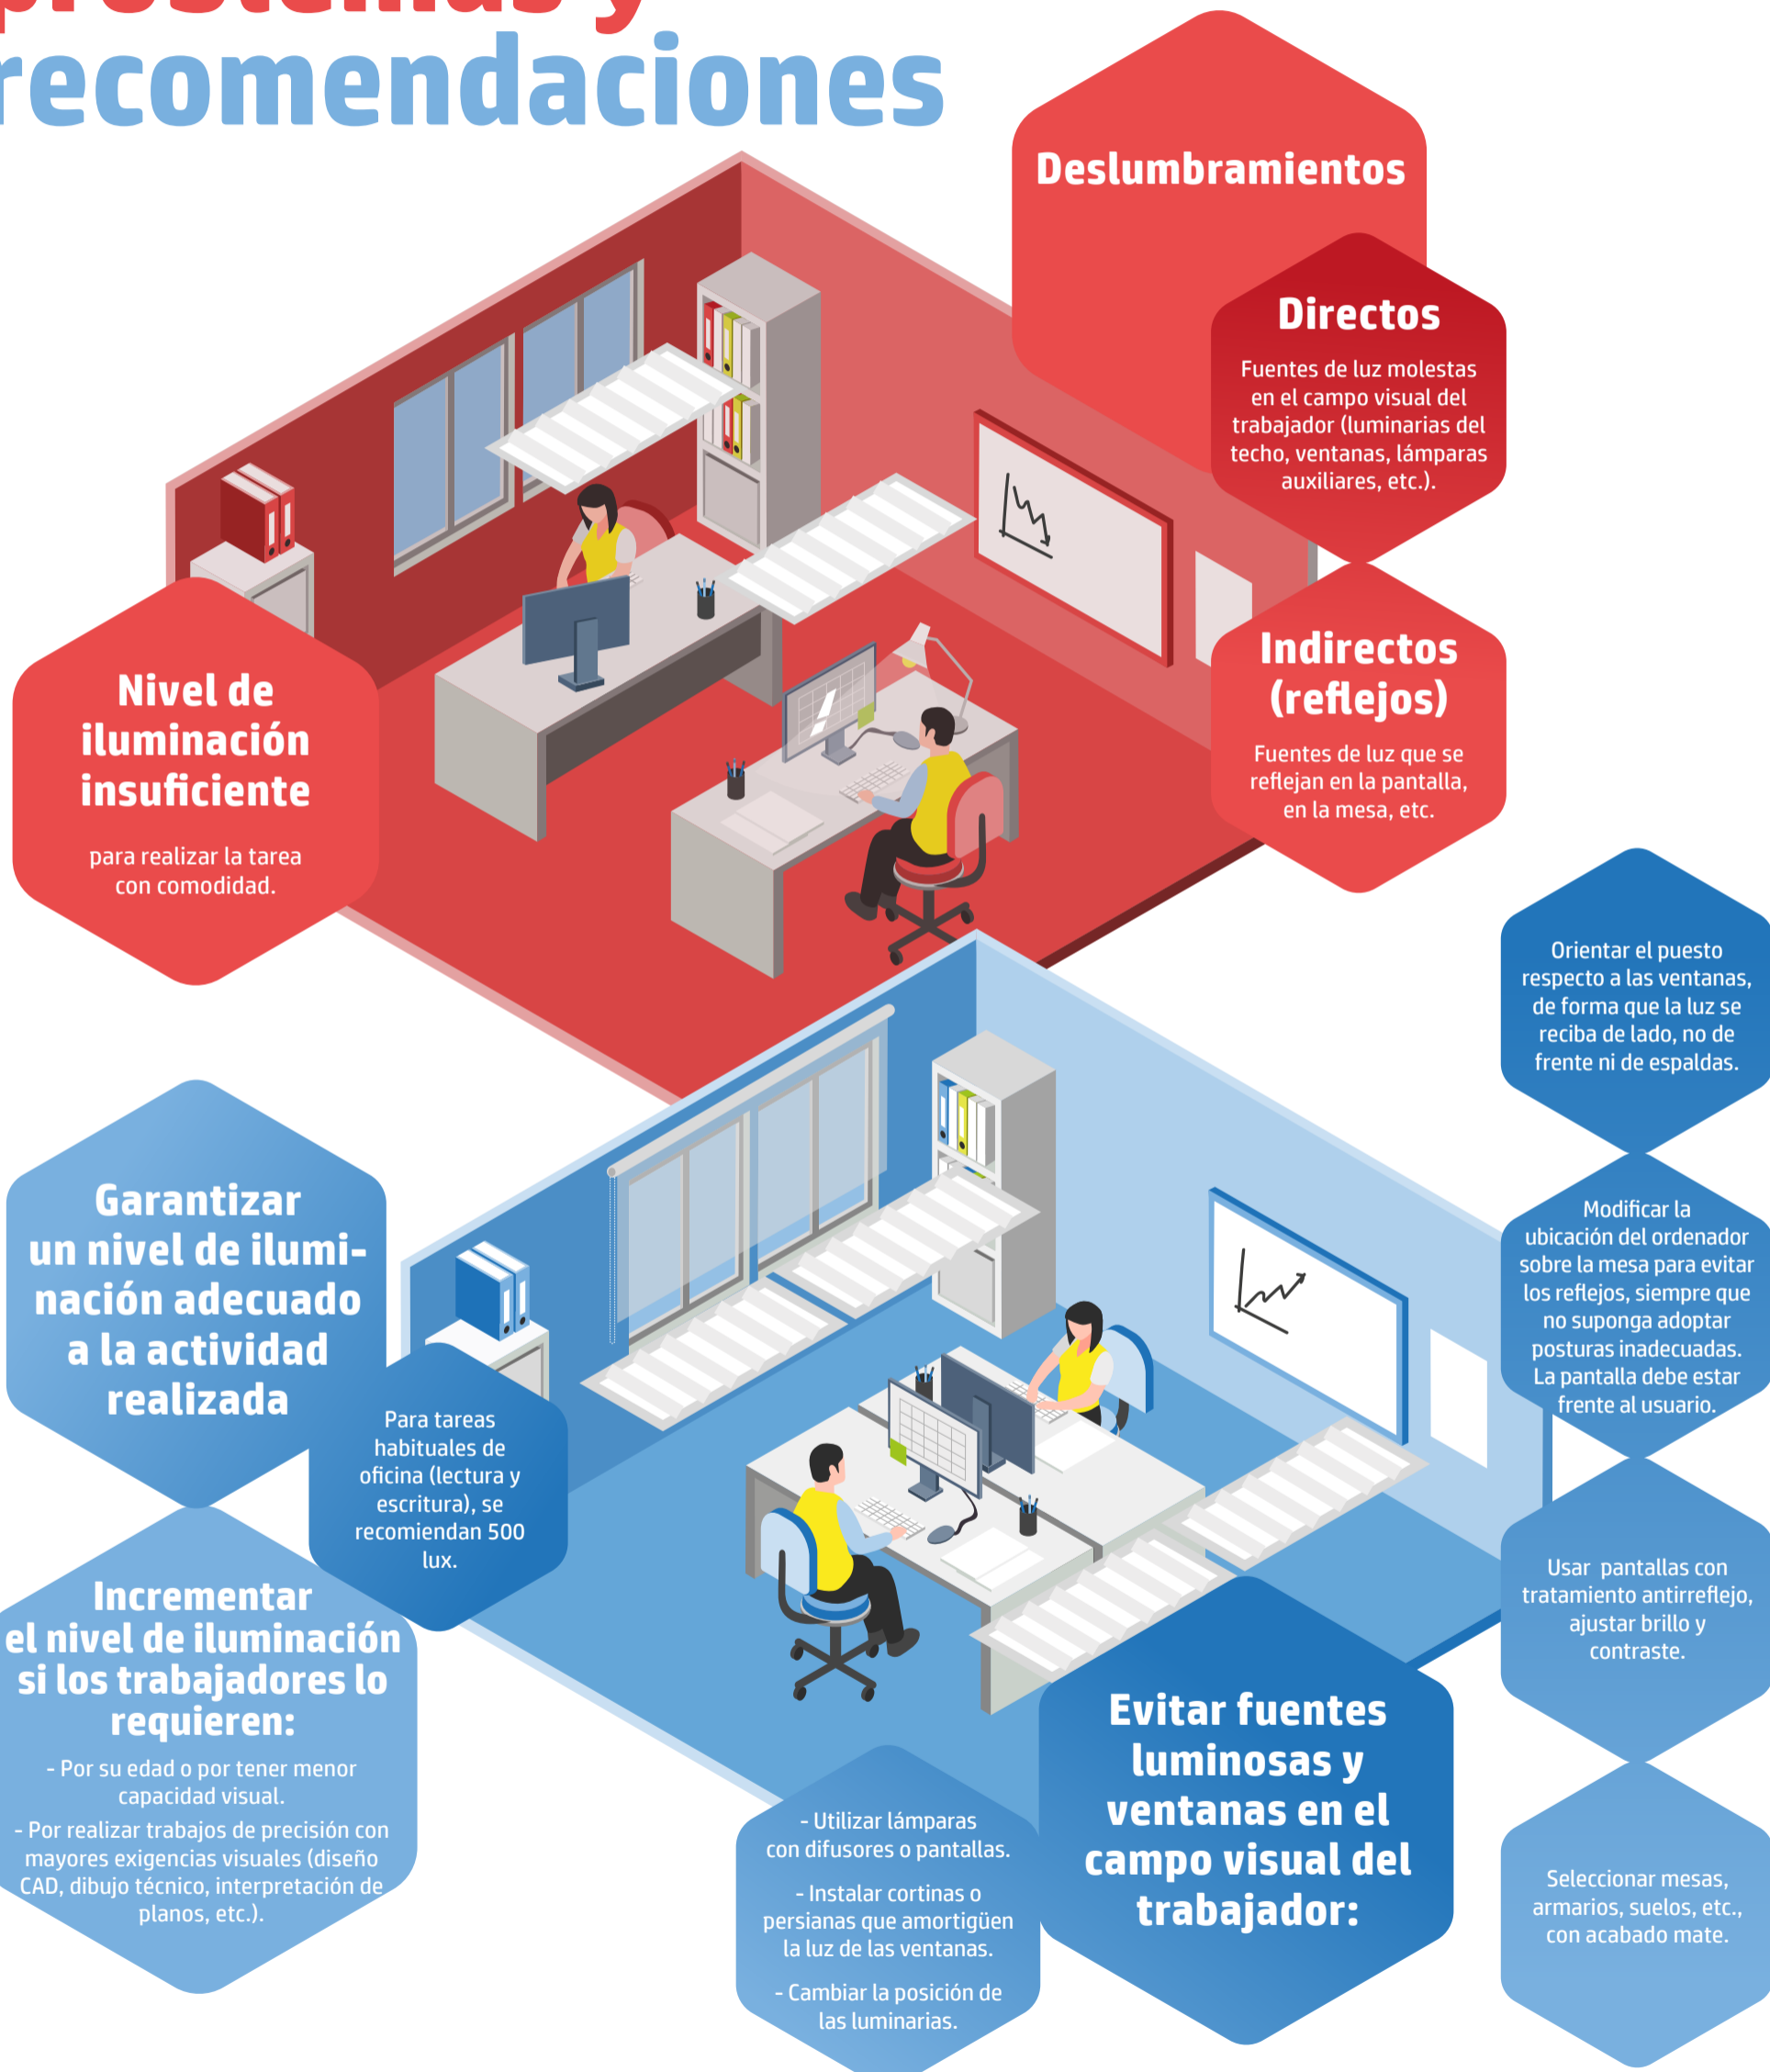 problemas y
recomendaciones
Deslumbramientos
Directos
Fuentes de luz molestas
en el campo visual del
trabajador (luminarias del
techo, ventanas, lámparas
auxiliares, etc.).
Indirectos
(reflejos)
Fuentes de luz que se
reflejan en la pantalla,
en la mesa, etc.
Nivel de
iluminación
insuficiente
para realizar la tarea
con comodidad.
Garantizar
un nivel de ilumi-
nación adecuado
a la actividad
realizada
Para tareas
habituales de
oficina (lectura y
escritura), se
recomiendan 500
lux.
Incrementar
el nivel de iluminación
si los trabajadores lo
requieren:
- Por su edad o por tener menor
capacidad visual.
- Por realizar trabajos de precisión con
mayores exigencias visuales (diseño
CAD, dibujo técnico, interpretación de
planos, etc.).
Evitar fuentes
luminosas y
ventanas en el
campo visual del
trabajador:
- Utilizar lámparas
con difusores o pantallas.
- Instalar cortinas o
persianas que amortigüen
la luz de las ventanas.
- Cambiar la posición de
las luminarias.
Orientar el puesto
respecto a las ventanas,
de forma que la luz se
reciba de lado, no de
frente ni de espaldas.
Modificar la
ubicación del ordenador
sobre la mesa para evitar
los reflejos, siempre que
no suponga adoptar
posturas inadecuadas.
La pantalla debe estar
frente al usuario.
Usar pantallas con
tratamiento antirreflejo,
ajustar brillo y
contraste.
Seleccionar mesas,
armarios, suelos, etc.,
con acabado mate.